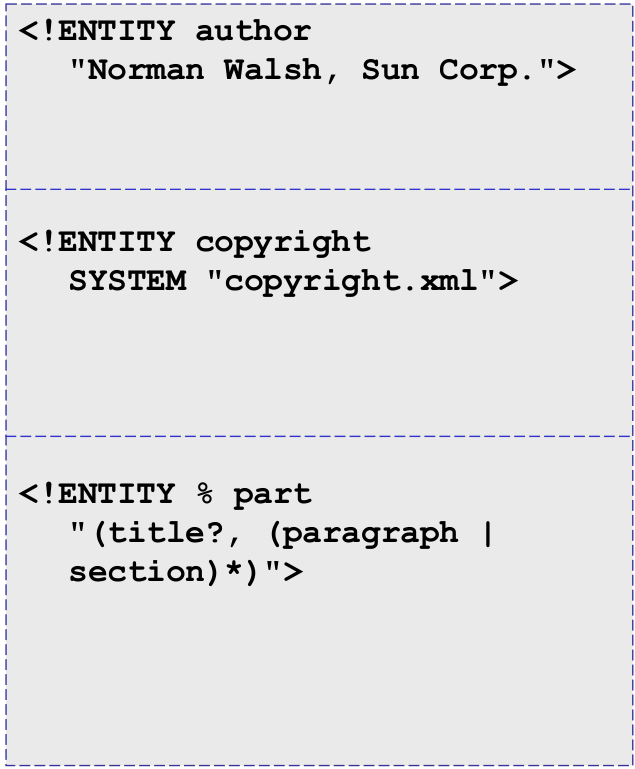 <!ENTITY author
"Norman Walsh, Sun Corp.">
<!ENTITY copyright
SYSTEM "copyright.xml">
<!ENTITY % part
"(title?, (paragraph |
section)*)">